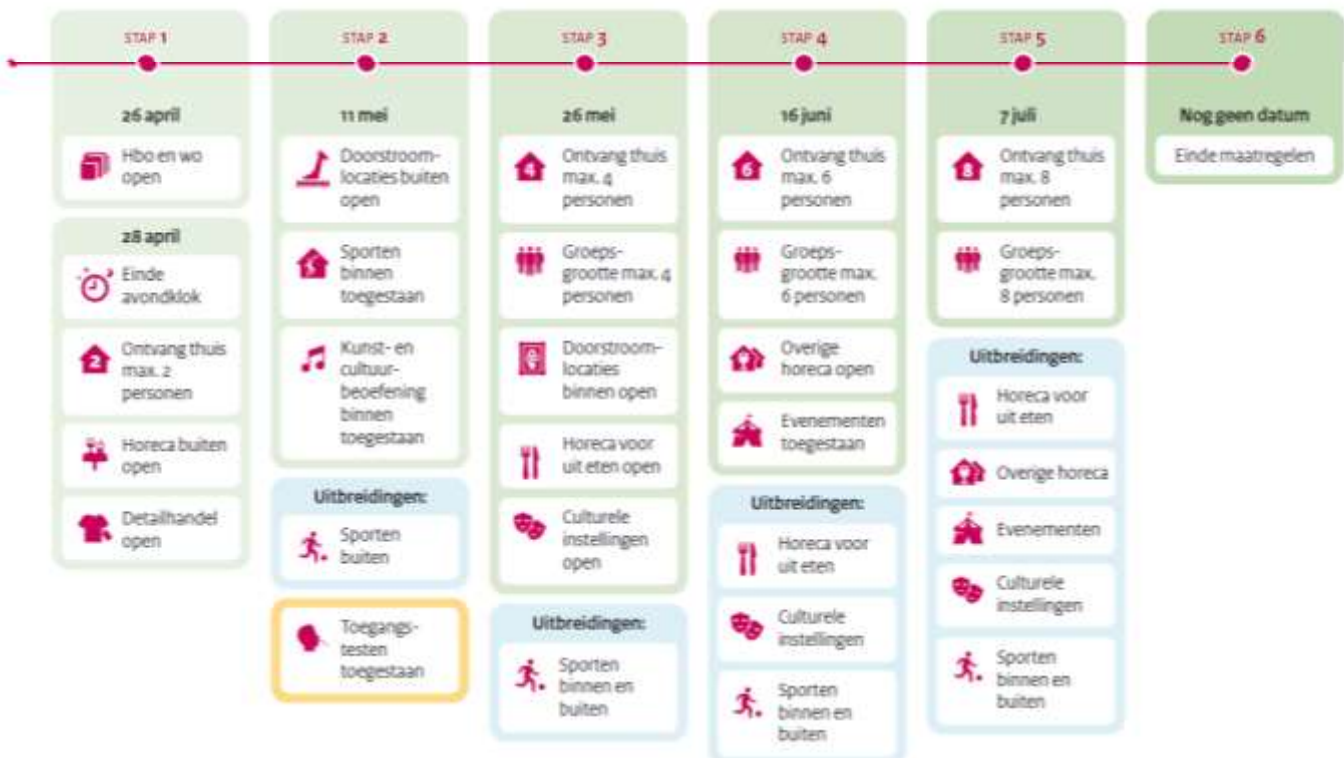 STAP 1
26 april
Hbo en wo
open
28 april
Einde
avondklok
2
Ontvang thuis
max. 2
personen
Horeca buiten
open
Detailhandel
open
STAP 2
11 mei
Doorstroom-
locaties buiten
open
Sporten
binnen
toegestaan
Kunst- en
cultuur-
beoefening
binnen
toegestaan
Uitbreidingen:
Sporten
buiten
Toegangs-
testen
toegestaan
STAP 3
26 mei
4
Ontvang thuis
max. 4
personen
Groeps-
grootte max. 4
personen
Doorstroom-
locaties
binnen open
Horeca voor
uit eten open
Culturele
instellingen
open
Uitbreidingen:
Sporten
binnen en
buiten
STAP 4
16 juni
6
Ontvang thuis
max. 6
personen
Groeps-
grootte max.
6 personen
Overige
horeca open
Evenementen
toegestaan
Uitbreidingen:
Horeca voor
uit eten
Culturele
instellingen
Sporten
binnen en
buiten
STAP 5
7 juli
8
Ontvang thuis
max. 8
personen
Groeps-
grootte max.
8 personen
Uitbreidingen:
Horeca voor
uit eten
Overige horeca
Evenementen
Culturele
instellingen
Sporten
binnen en
buiten
STAP 6
Nog geen datum
Einde maatregelen